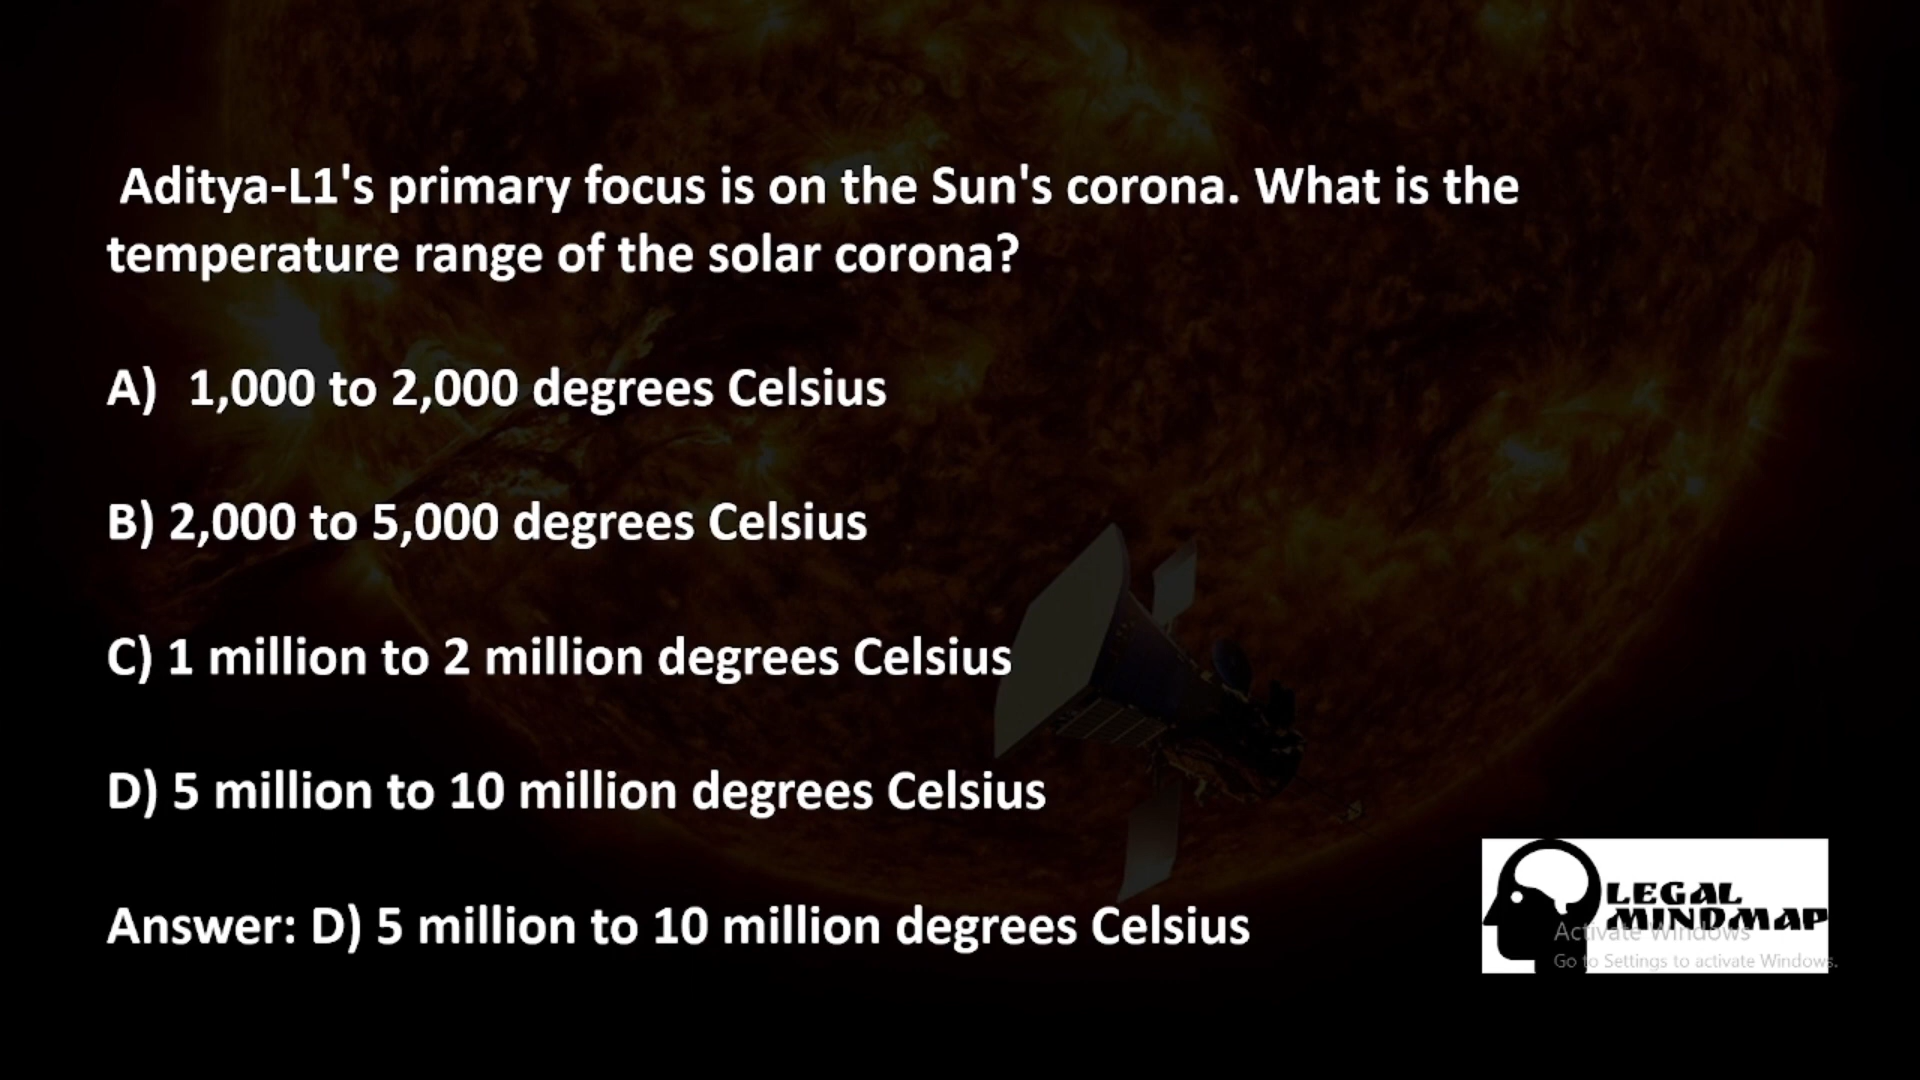 Aditya-L1's primary focus is on the Sun's corona. What is the
temperature range of the solar corona?
A) 1,000 to 2,000 degrees Celsius
B) 2,000 to 5,000 degrees Celsius
C) 1 million to 2 million degrees Celsius
D) 5 million to 10 million degrees Celsius
Answer: D) 5 million to 10 million degrees Celsius
LEGAL
MINDMAP
Activate Windows
Go to Settings to activate Windows.